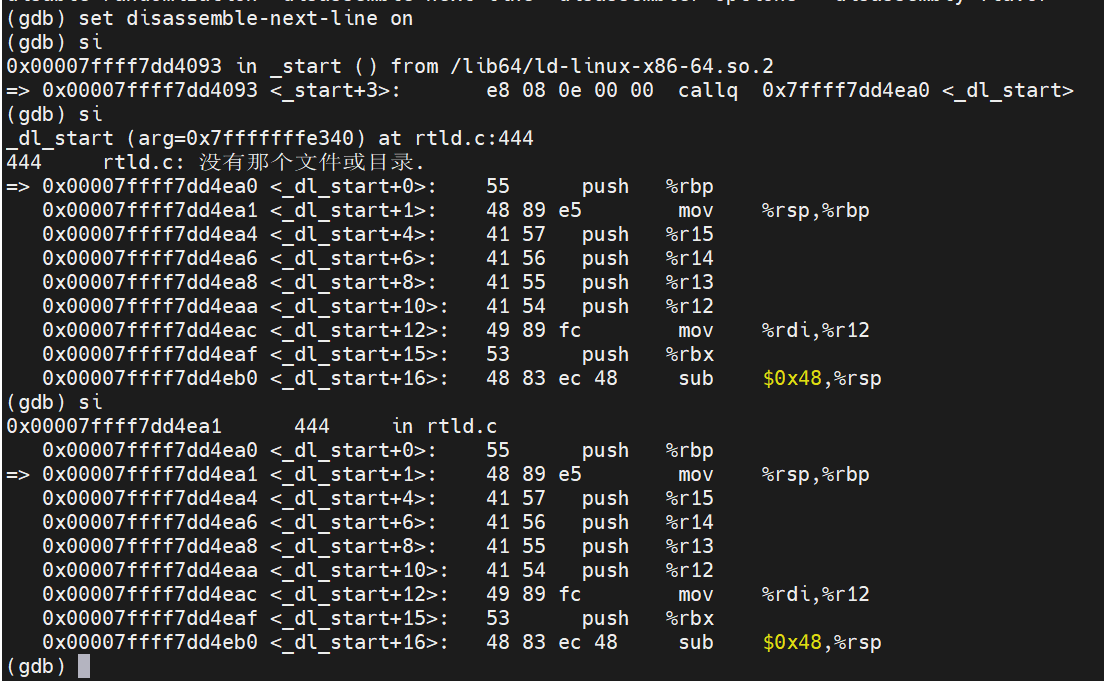 (gdb) set disassemble-next-line on
(gdb) si
0x00007ffff7dd4093 in _start () from /lib64/ld-linux-x86-64.so.2
=> 0x00007ffff7dd4093 <_start+3>:       e8 08 0e 00 00  callq  0x7ffff7dd4ea0 <_dl_start>
(gdb) si
_dl_start (arg=0x7fffffffe340) at rtld.c:444
444     rtld.c: 没有那个文件或目录.
=> 0x00007ffff7dd4ea0 <_dl_start+0>:    55      push   %rbp
   0x00007ffff7dd4ea1 <_dl_start+1>:    48 89 e5        mov    %rsp,%rbp
   0x00007ffff7dd4ea4 <_dl_start+4>:    41 57   push   %r15
   0x00007ffff7dd4ea6 <_dl_start+6>:    41 56   push   %r14
   0x00007ffff7dd4ea8 <_dl_start+8>:    41 55   push   %r13
   0x00007ffff7dd4eaa <_dl_start+10>:   41 54   push   %r12
   0x00007ffff7dd4eac <_dl_start+12>:   49 89 fc        mov    %rdi,%r12
   0x00007ffff7dd4eaf <_dl_start+15>:   53      push   %rbx
   0x00007ffff7dd4eb0 <_dl_start+16>:   48 83 ec 48     sub    $0x48,%rsp
(gdb) si
0x00007ffff7dd4ea1      444     in rtld.c
   0x00007ffff7dd4ea0 <_dl_start+0>:    55      push   %rbp
=> 0x00007ffff7dd4ea1 <_dl_start+1>:    48 89 e5        mov    %rsp,%rbp
   0x00007ffff7dd4ea4 <_dl_start+4>:    41 57   push   %r15
   0x00007ffff7dd4ea6 <_dl_start+6>:    41 56   push   %r14
   0x00007ffff7dd4ea8 <_dl_start+8>:    41 55   push   %r13
   0x00007ffff7dd4eaa <_dl_start+10>:   41 54   push   %r12
   0x00007ffff7dd4eac <_dl_start+12>:   49 89 fc        mov    %rdi,%r12
   0x00007ffff7dd4eaf <_dl_start+15>:   53      push   %rbx
   0x00007ffff7dd4eb0 <_dl_start+16>:   48 83 ec 48     sub    $0x48,%rsp
(gdb)